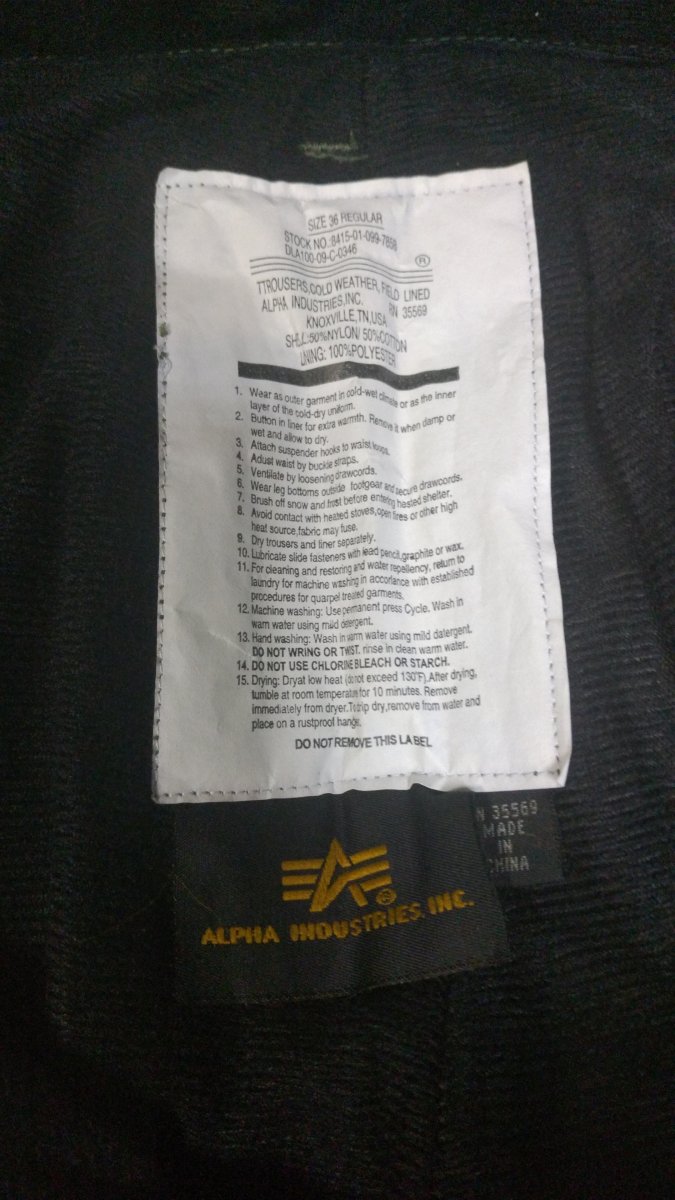 SIZE 36 REGULAR
STOCK NO.:8415-01-099-7858
DLA100-09-C-0346
®
TTROUSERS,COLD WEATHER, FIELD LINED
ALPHA INDUSTRIES,INC. RN 35569
KNOXVILLE,TN,USA
SHELL:50%NYLON/ 50%COTTON
LINING: 100%POLYESTER
1. Wear as outer garment in cold-wet climate or as the inner
layer of the cold-dry uniform.
2. Button in liner for extra warmth. Remove it when damp or
wet and allow to dry.
3. Attach suspender hooks to waist loops.
4. Adust waist by buckle straps.
5. Ventilate by loosening drawcords.
6. Wear leg bottoms outside footgear and secure drawcords.
7. Brush off snow and frost before entering hested shelter.
8. Avoid contact with heated stoves,open fires or other high
heat source,fabric may fuse.
9. Dry trousers and liner separately.
10. Lubricate slide fasteners with lead pencil,graphite or wax.
11. For cleaning and restoring and water repellency, return to
laundry for machine washing in accorlance with established
procedures for quarpel treated garments.
12. Machine washing: Use permanent press Cycle. Wash in
warm water using mild detergent.
13. Hand washing: Wash in warm water using mild datergent.
DO NOT WRING OR TWIST. rinse in clean warm water.
14. DO NOT USE CHLORINE BLEACH OR STARCH.
15. Drying: Dryat low heat (do not exceed 130°F).After drying,
tumble at room temperature for 10 minutes. Remove
immediately from dryer.To drip dry,remove from water and
place on a rustproof hanger.
DO NOT REMOVE THIS LABEL
N 35569
MADE
IN
CHINA
ALPHA INDUSTRIES, INC.
®